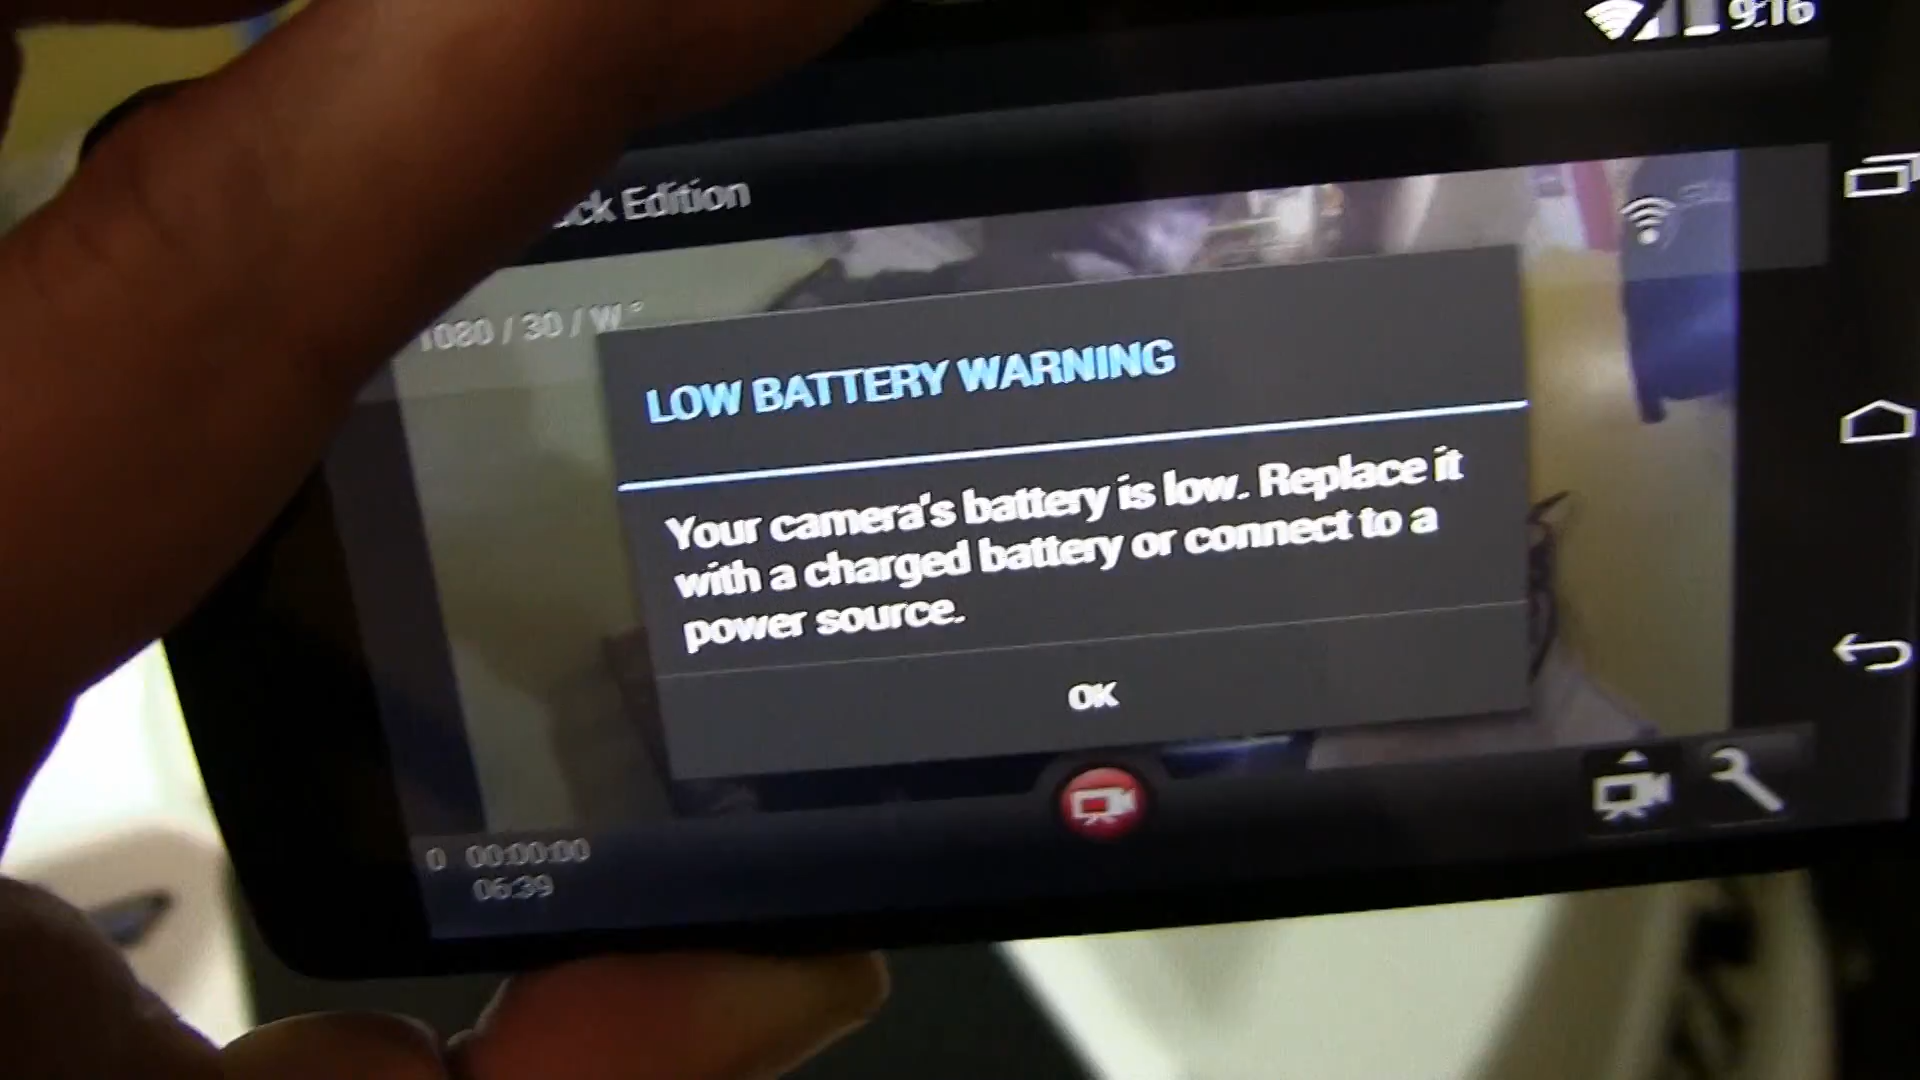 9:16
ck Edition
1080 / 30 / W
LOW BATTERY WARNING
Your camera's battery is low. Replace it
with a charged battery or connect to a
power source.
OK
0 00:00:00
06:39